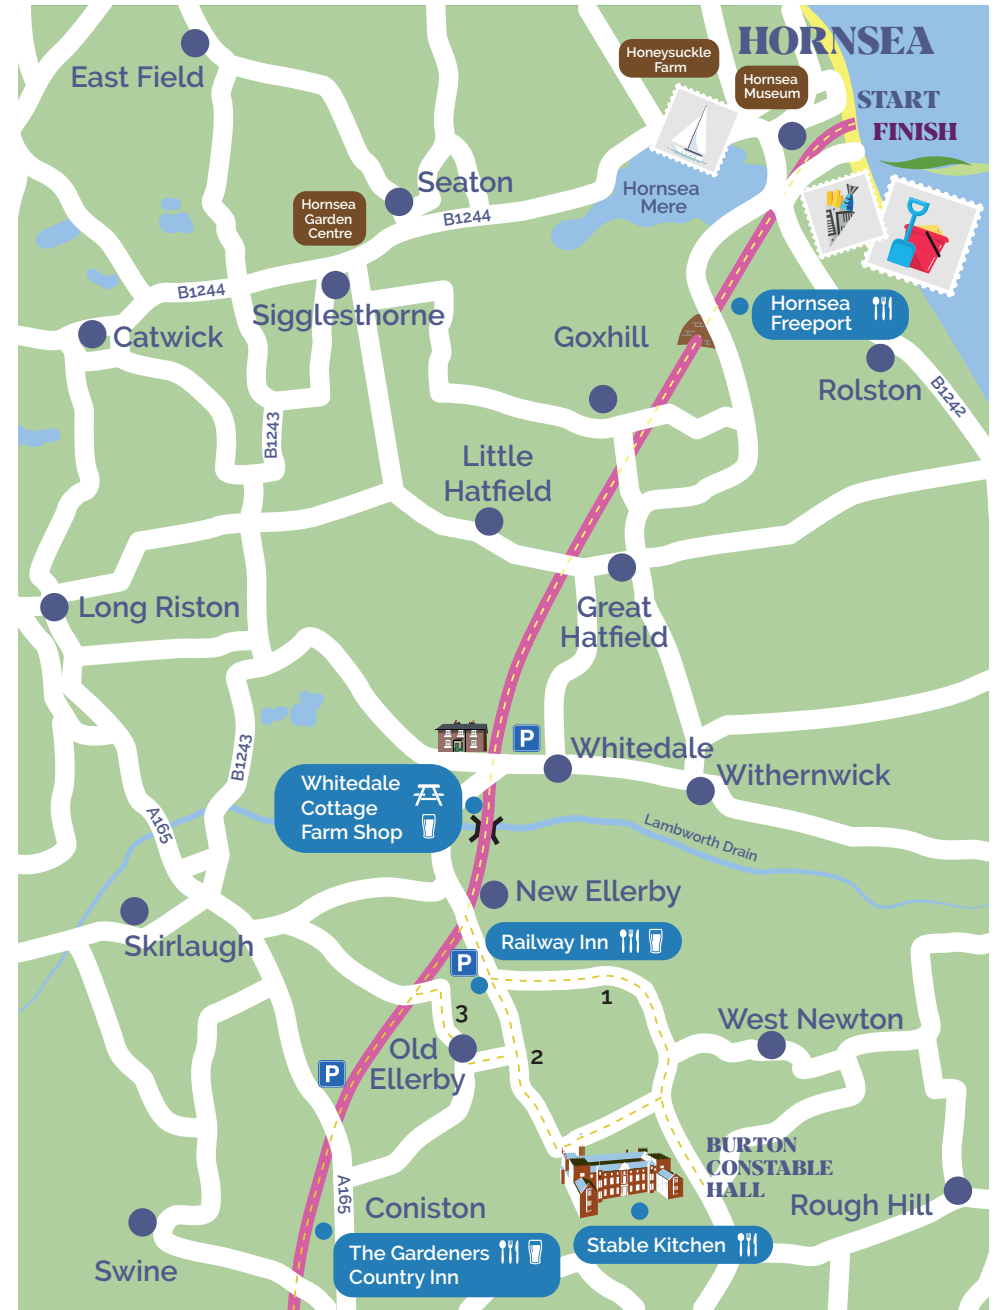 HORNSEA
Honeysuckle
Farm
Hornsea
Museum
East Field
START
FINISH
Seaton
Hornsea
Mere
Hornsea
Garden
Centre
B1244
B1244
Sigglesthorne
Hornsea
Freeport
Catwick
Goxhill
Rolston
B1242
B1243
Little
Hatfield
Long Riston
Great
Hatfield
P
Whitedale
B1243
Withernwick
Whitedale
Cottage
Farm Shop
A165
Lambworth Drain
New Ellerby
Skirlaugh
Railway Inn
P
1
3
West Newton
Old
Ellerby
2
P
BURTON
CONSTABLE
HALL
A165
Coniston
Rough Hill
Stable Kitchen
The Gardeners
Country Inn
Swine